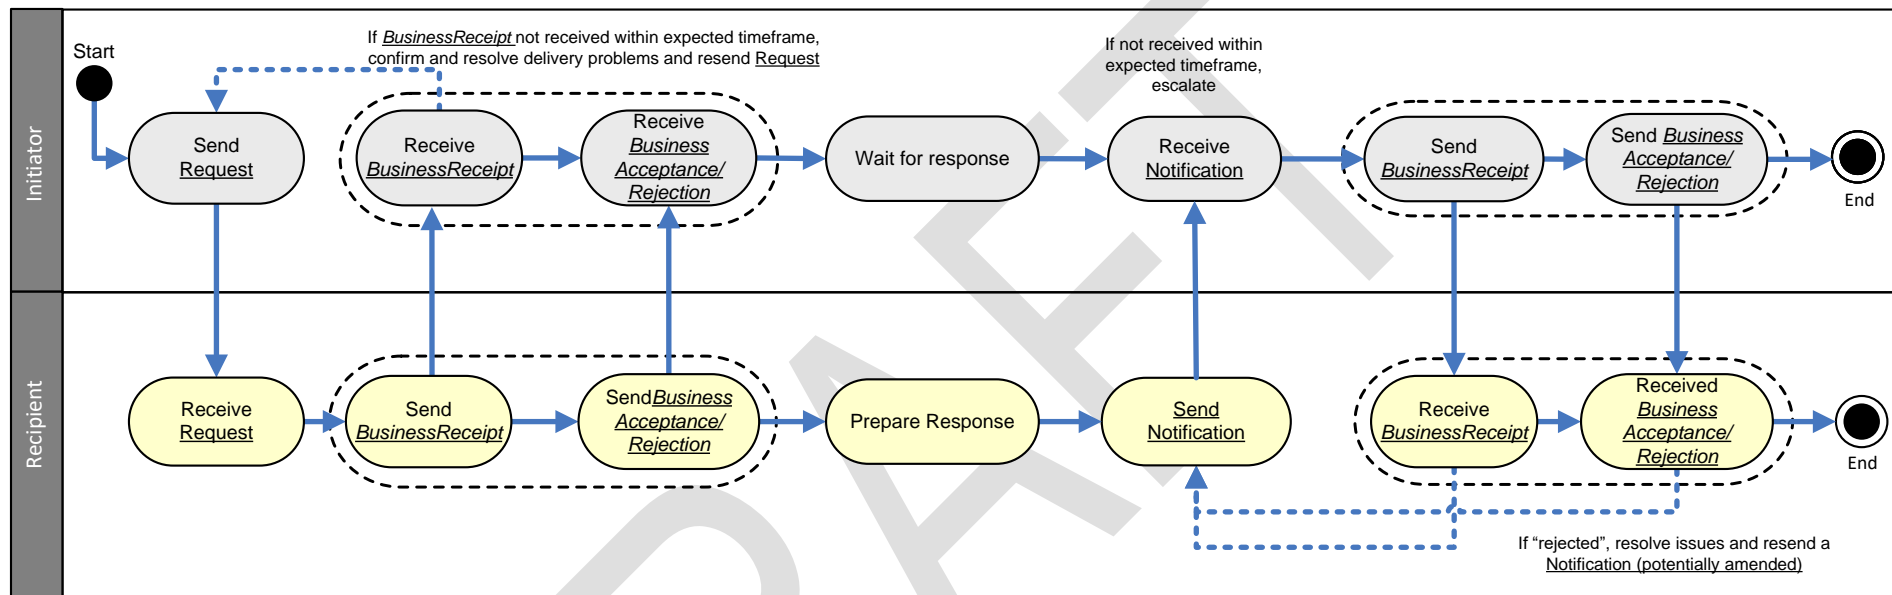 If BusinessReceipt not received within expected timeframe,
confirm and resolve delivery problems and resend Request
If not received within
expected timeframe,
escalate
Start
Initiator
Send
Request
Receive
BusinessReceipt
Receive
Business
Acceptance/
Rejection
Wait for response
Receive
Notification
Send
BusinessReceipt
Send Business
Acceptance/
Rejection
End
Recipient
Receive
Request
Send
BusinessReceipt
SendBusiness
Acceptance/
Rejection
Prepare Response
Send
Notification
Receive
BusinessReceipt
Received
Business
Acceptance/
Rejection
End
If “rejected”, resolve issues and resend a
Notification (potentially amended)
DRAFT